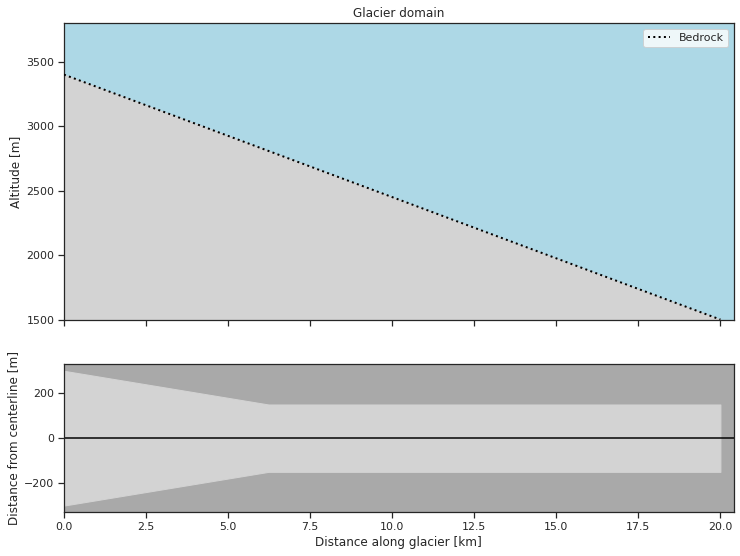 Glacier domain
Bedrock
Altitude [m]
3500
3000
2500
2000
1500
Distance from centerline [m]
200
0
−200
0.0 2.5 5.0 7.5 10.0 12.5 15.0 17.5 20.0
Distance along glacier [km]